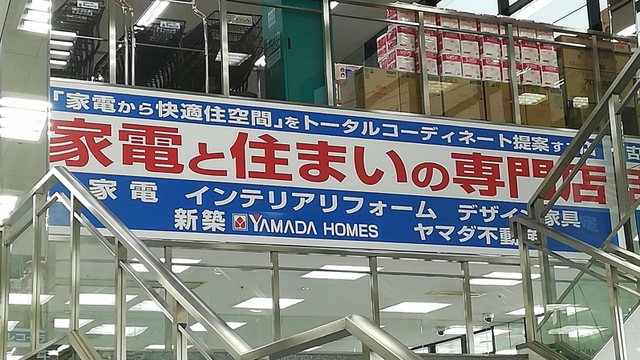 「家電から快適住空間」をトータルコーディネート提案す
家電と住まいの専門店
家電 インテリアリフォーム デザイン家具
新築 YAMADA HOMES ヤマダ不動